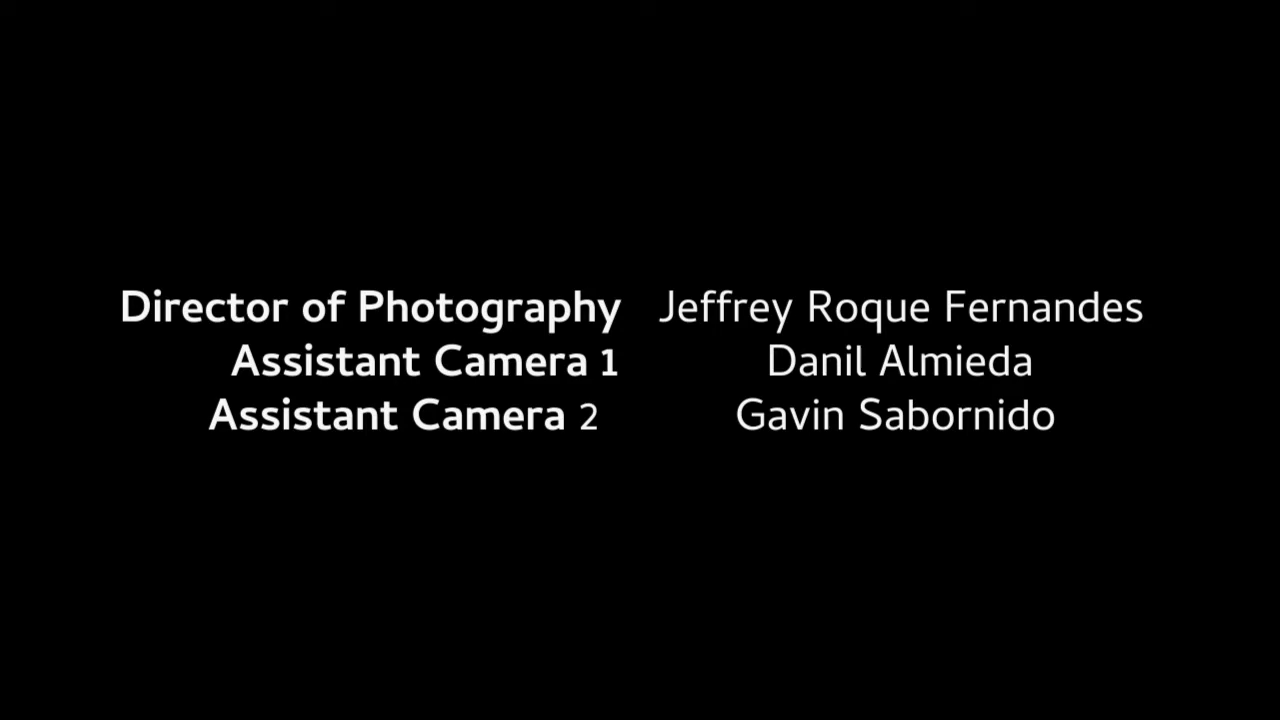 Director of Photography Jeffrey Roque Fernandes
Assistant Camera 1 Danil Almieda
Assistant Camera 2 Gavin Sabornido